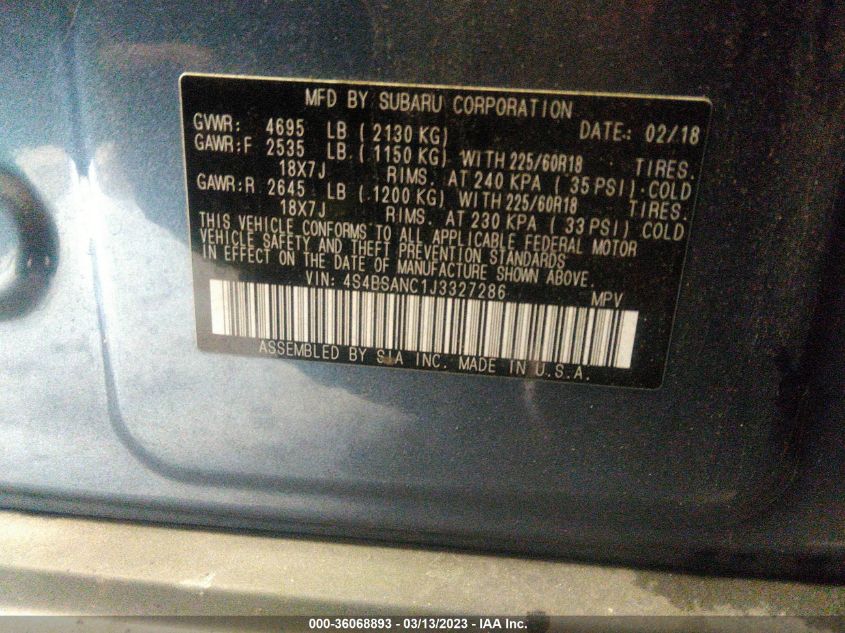 MFD BY SUBARU CORPORATION
GVWR: 4695 LB (2130 KG) DATE: 02/18
GAWR:F 2535 LB (1150 KG) WITH 225/60R18 TIRES.
18X7J RIMS. AT 240 KPA (35 PSI) COLD
GAWR:R 2645 LB (1200 KG) WITH 225/60R18 TIRES.
18X7J RIMS. AT 230 KPA (33 PSI) COLD
THIS VEHICLE CONFORMS TO ALL APPLICABLE FEDERAL MOTOR
VEHICLE SAFETY AND THEFT PREVENTION STANDARDS
IN EFFECT ON THE DATE OF MANUFACTURE SHOWN ABOVE.
VIN: 4S4BSANC1J3327286 MPV
ASSEMBLED BY SIA INC. MADE IN U.S.A.
000-36068893 - 03/13/2023 - IAA Inc.